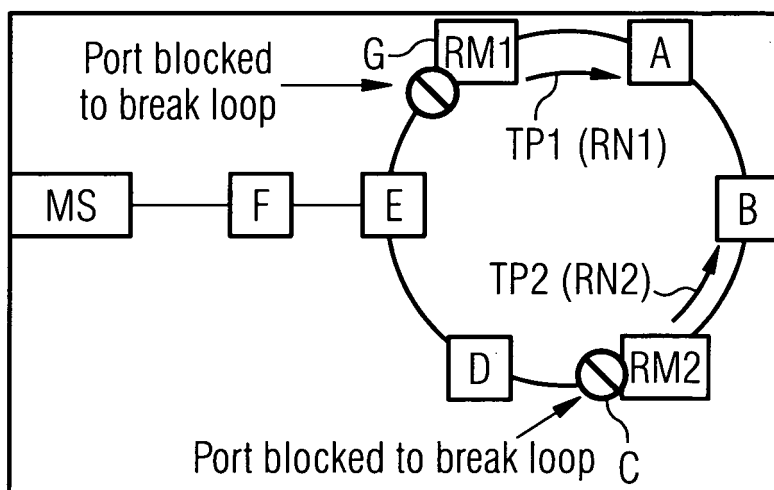 G
RM1
A
Port blocked
to break loop
TP1 (RN1)
MS
F
E
B
TP2 (RN2)
D
RM2
Port blocked to break loop
C